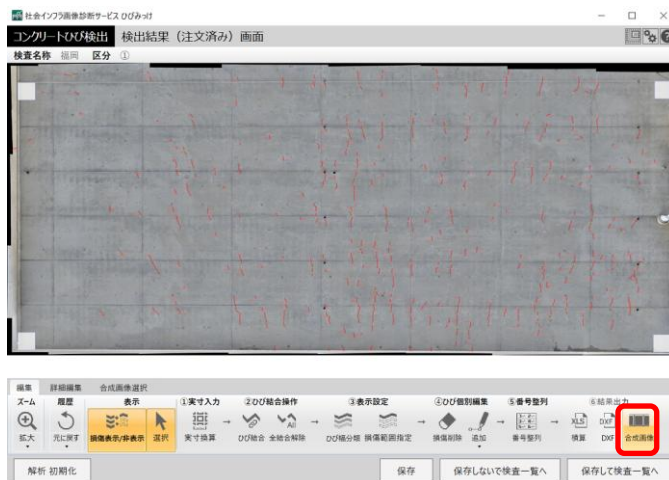 社会インフラ画像診断サービス ひびみっけ
コンクリートひび検出 検出結果（注文済み）画面
検査名称 福岡 区分 ①
編集 詳細編集 合成画像選択
ズーム 履歴 表示 ①実寸入力 ②ひび結合操作 ③表示設定 ④ひび個別編集 ⑤番号整列 ⑥結果出力
All XLS DXF
拡大 元に戻す 損傷表示/非表示 選択 実寸換算 ひび結合 全結合解除 ひび幅分類 損傷範囲指定 損傷削除 追加 番号整列 積算 DXF 合成画像
解析 初期化 保存 保存しないで検査一覧へ 保存して検査一覧へ